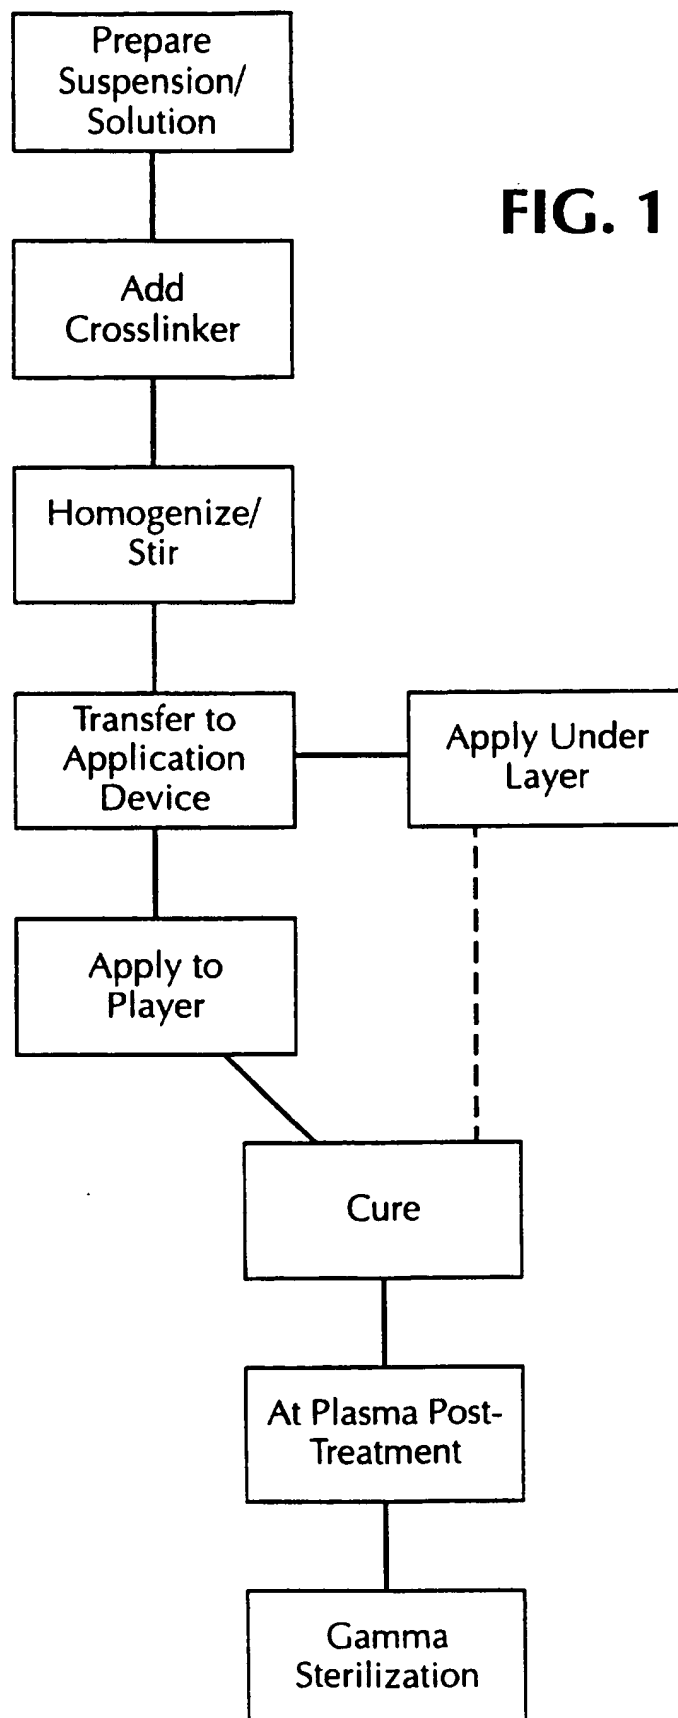 Prepare
Suspension/
Solution
FIG. 1
Add
Crosslinker
Homogenize/
Stir
Transfer to
Application
Device
Apply Under
Layer
Apply to
Player
Cure
At Plasma Post-
Treatment
Gamma
Sterilization